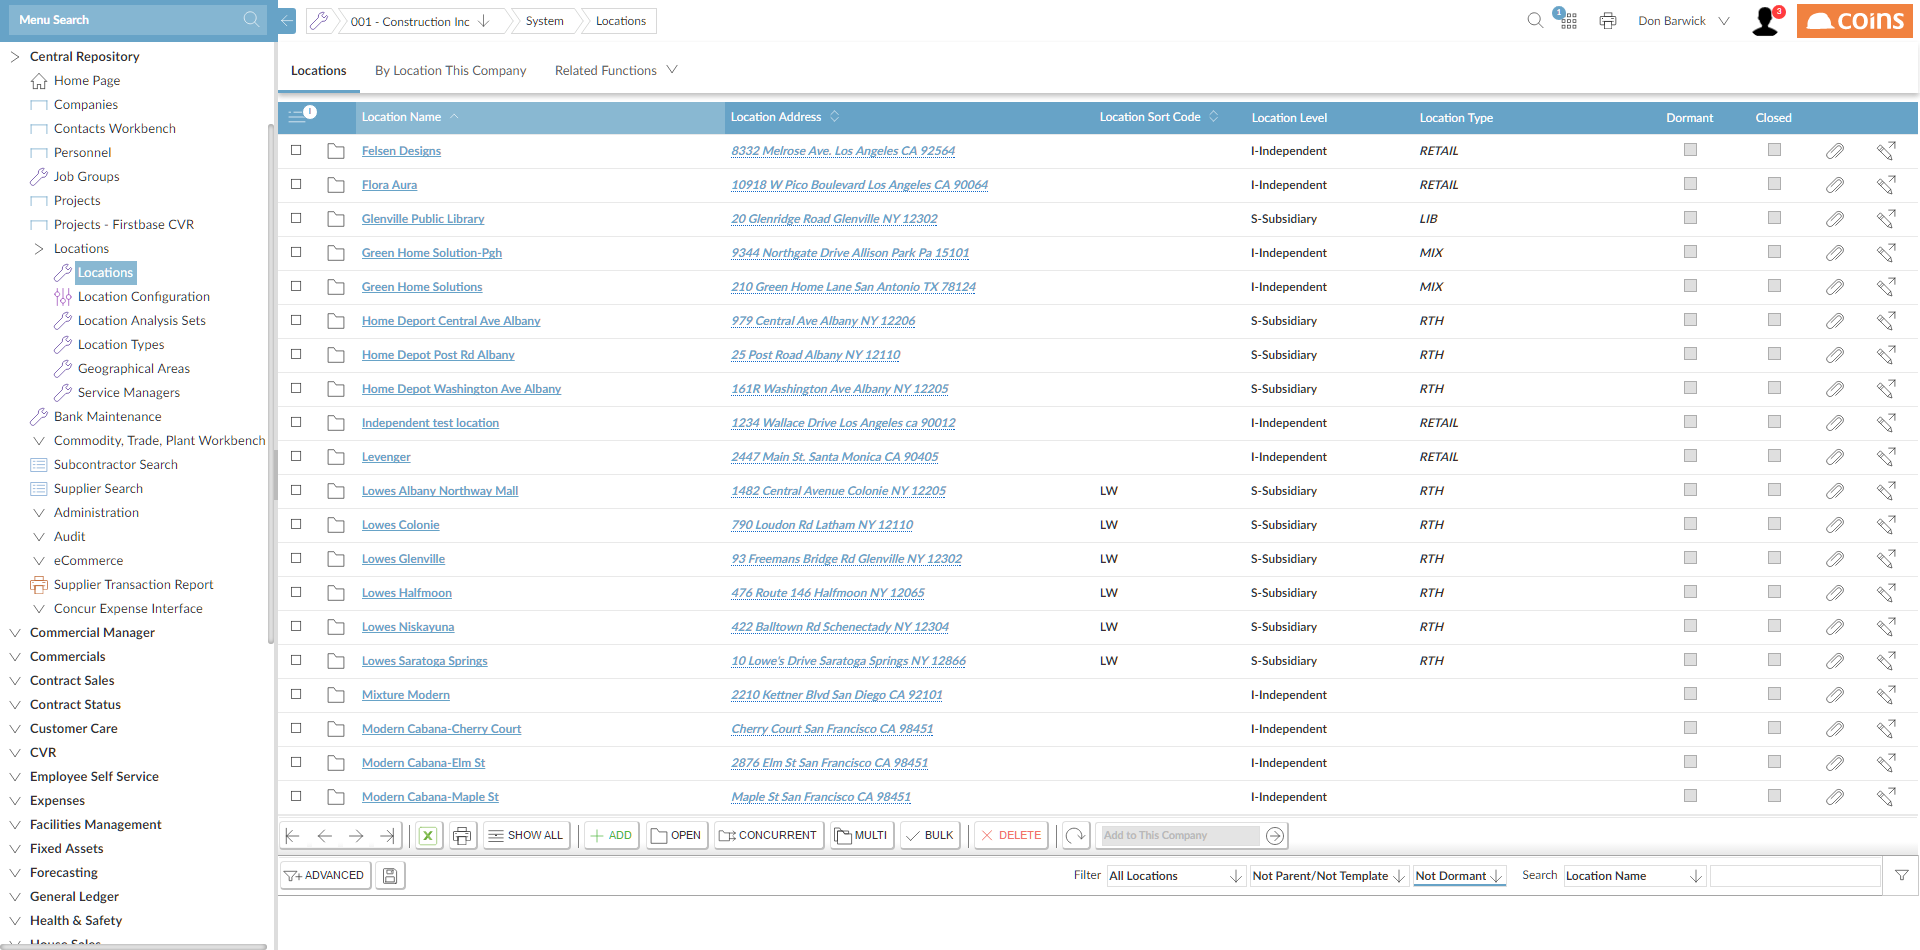 Menu Search
001 - Construction Inc
System
Locations
1
Don Barwick
3
coins
Central Repository
Home Page
Companies
Contacts Workbench
Personnel
Job Groups
Projects
Projects - Firstbase CVR
Locations
Locations
Location Configuration
Location Analysis Sets
Location Types
Geographical Areas
Service Managers
Bank Maintenance
Commodity, Trade, Plant Workbench
Subcontractor Search
Supplier Search
Administration
Audit
eCommerce
Supplier Transaction Report
Concur Expense Interface
Commercial Manager
Commercials
Contract Sales
Contract Status
Customer Care
CVR
Employee Self Service
Expenses
Facilities Management
Fixed Assets
Forecasting
General Ledger
Health & Safety
House Sales
Locations By Location This Company Related Functions
Location Name Location Address Location Sort Code Location Level Location Type Dormant Closed
Felsen Designs 8332 Melrose Ave. Los Angeles CA 92564 I-Independent RETAIL
Flora Aura 10918 W Pico Boulevard Los Angeles CA 90064 I-Independent RETAIL
Glenville Public Library 20 Glenridge Road Glenville NY 12302 S-Subsidiary LIB
Green Home Solution-Pgh 9344 Northgate Drive Allison Park Pa 15101 I-Independent MIX
Green Home Solutions 210 Green Home Lane San Antonio TX 78124 I-Independent MIX
Home Deport Central Ave Albany 979 Central Ave Albany NY 12206 S-Subsidiary RTH
Home Depot Post Rd Albany 25 Post Road Albany NY 12110 S-Subsidiary RTH
Home Depot Washington Ave Albany 161R Washington Ave Albany NY 12205 S-Subsidiary RTH
Independent test location 1234 Wallace Drive Los Angeles ca 90012 I-Independent RETAIL
Levenger 2447 Main St. Santa Monica CA 90405 I-Independent RETAIL
Lowes Albany Northway Mall 1482 Central Avenue Colonie NY 12205 LW S-Subsidiary RTH
Lowes Colonie 790 Loudon Rd Latham NY 12110 LW S-Subsidiary RTH
Lowes Glenville 93 Freemans Bridge Rd Glenville NY 12302 LW S-Subsidiary RTH
Lowes Halfmoon 476 Route 146 Halfmoon NY 12065 LW S-Subsidiary RTH
Lowes Niskayuna 422 Balltown Rd Schenectady NY 12304 LW S-Subsidiary RTH
Lowes Saratoga Springs 10 Lowe's Drive Saratoga Springs NY 12866 LW S-Subsidiary RTH
Mixture Modern 2210 Kettner Blvd San Diego CA 92101 I-Independent
Modern Cabana-Cherry Court Cherry Court San Francisco CA 98451 I-Independent
Modern Cabana-Elm St 2876 Elm St San Francisco CA 98451 I-Independent
Modern Cabana-Maple St Maple St San Francisco CA 98451 I-Independent
SHOW ALL ADD OPEN CONCURRENT MULTI BULK DELETE Add to This Company
ADVANCED Filter All Locations Not Parent/Not Template Not Dormant Search Location Name